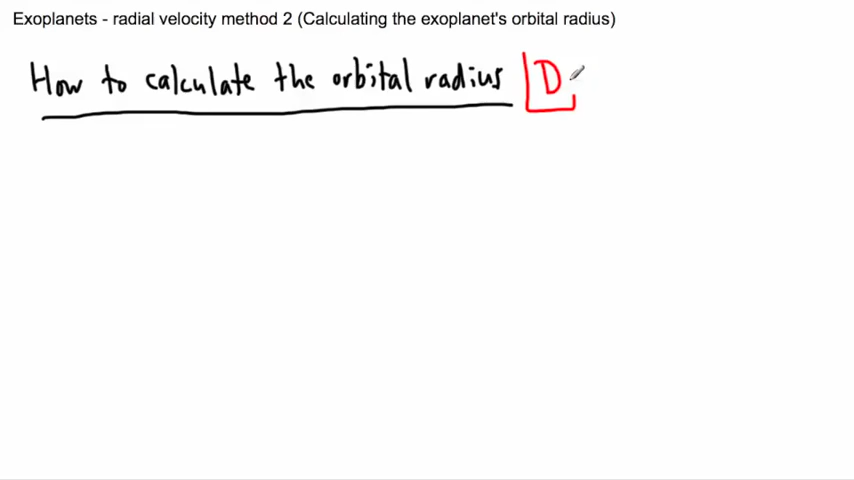 Exoplanets - radial velocity method 2 (Calculating the exoplanet's orbital radius)
How to calculate the orbital radius D